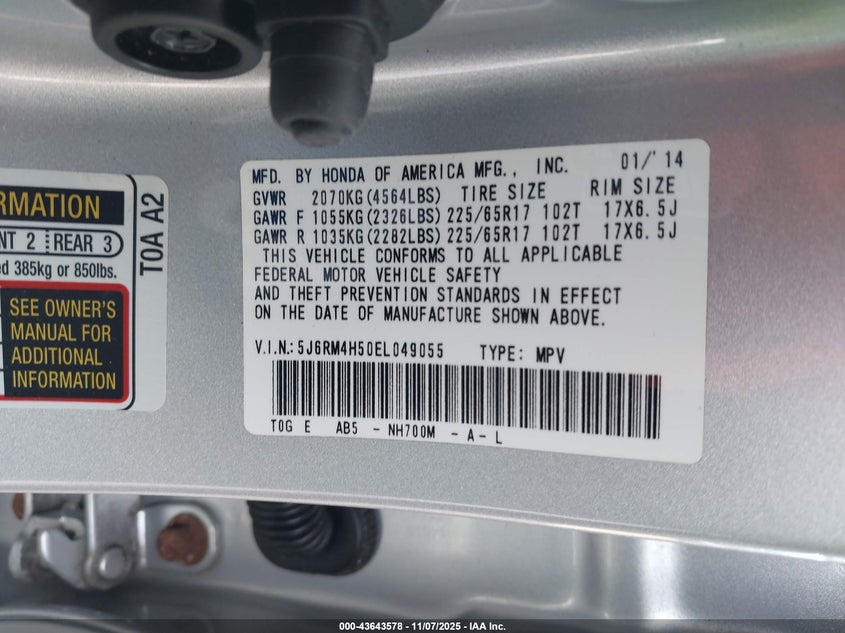 RMATION
NT 2 REAR 3
d 385kg or 850lbs.
SEE OWNER'S
MANUAL FOR
ADDITIONAL
INFORMATION
T0A A2
MFD. BY HONDA OF AMERICA MFG., INC. 01/'14
GVWR 2070KG(4564LBS) TIRE SIZE RIM SIZE
GAWR F 1055KG(2326LBS) 225/65R17 102T 17X6.5J
GAWR R 1035KG(2282LBS) 225/65R17 102T 17X6.5J
THIS VEHICLE CONFORMS TO ALL APPLICABLE
FEDERAL MOTOR VEHICLE SAFETY
AND THEFT PREVENTION STANDARDS IN EFFECT
ON THE DATE OF MANUFACTURE SHOWN ABOVE.
V.I.N.: 5J6RM4H50EL049055 TYPE: MPV
T0G E AB5 - NH700M - A - L
000-43643578 - 11/07/2025 - IAA Inc.